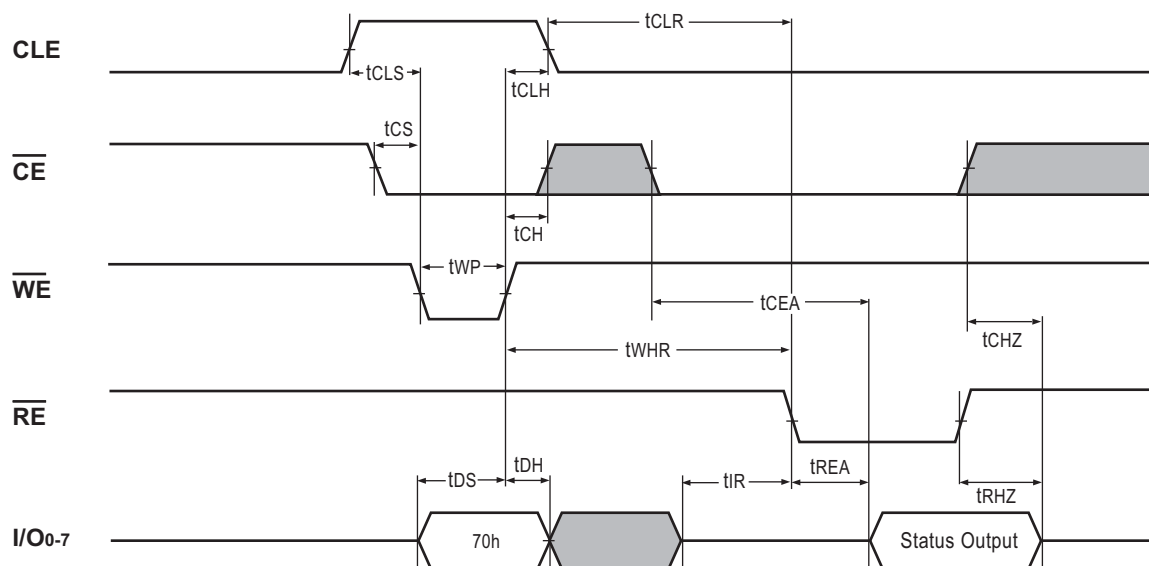 tCLR
CLE
tCLS
tCLH
tCS
CE
tCH
tWP
WE
tCEA
tCHZ
tWHR
RE
tDH
tREA
tDS
tIR
tRHZ
I/O0-7
70h
Status Output